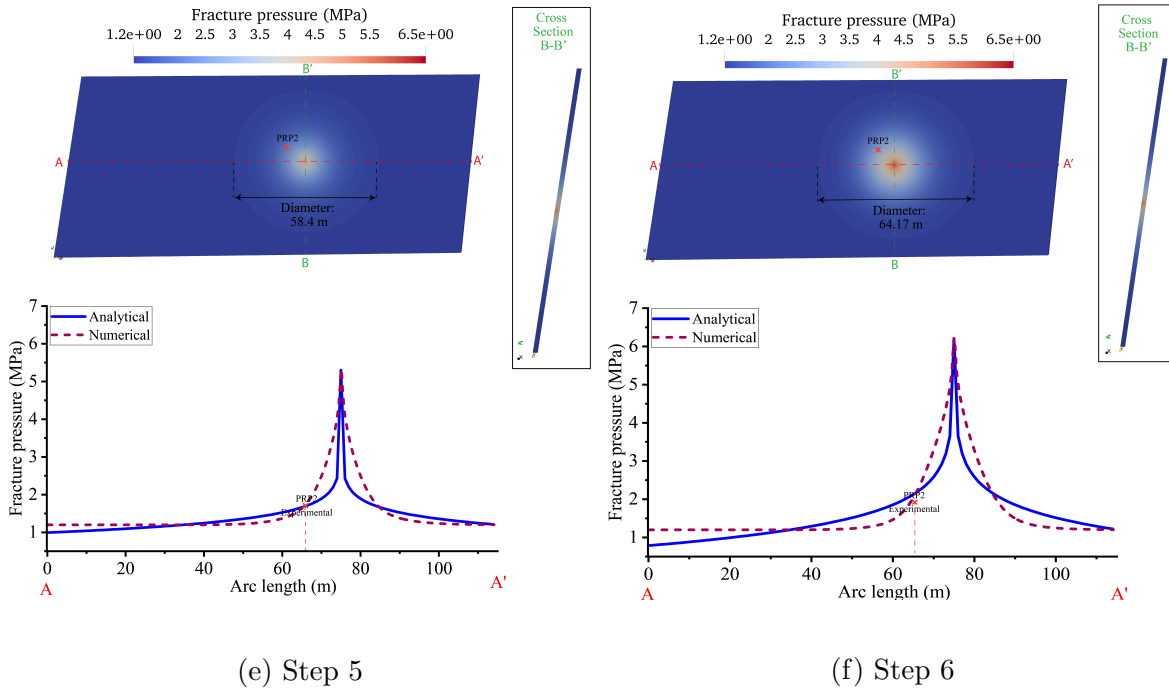 Fracture pressure (MPa)
1.2e+00 2 2.5 3 3.5 4 4.5 5 5.5 6.5e+00
Cross
Section
B-B’
B'
PRP2
A
A’
Diameter:
58.4 m
B
Analytical
Numerical
7
6
5
4
3
2
1
Fracture pressure (MPa)
PRP2
Experimental
0 20 40 60 80 100
Arc length (m)
A
A'
(e) Step 5
Fracture pressure (MPa)
1.2e+00 2 2.5 3 3.5 4 4.5 5 5.5 6.5e+00
Cross
Section
B-B’
B'
PRP2
A
A’
Diameter:
64.17 m
B
Analytical
Numerical
7
6
5
4
3
2
1
Fracture pressure (MPa)
PRP2
Experimental
0 20 40 60 80 100
Arc length (m)
A
A'
(f) Step 6